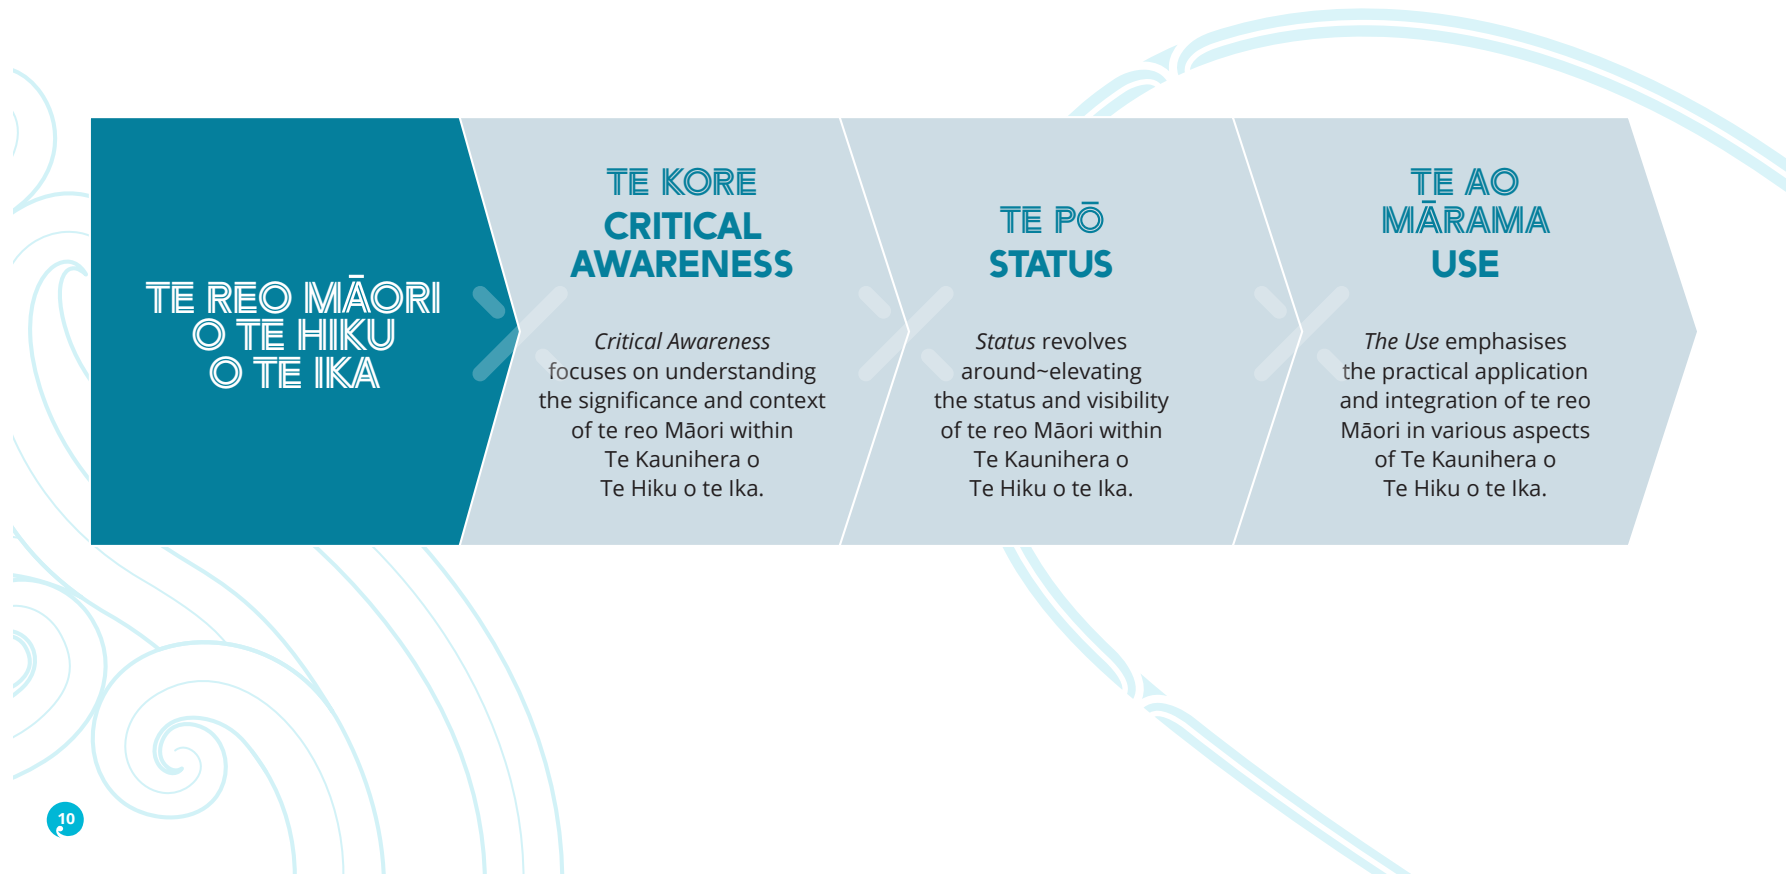 TE REO MĀORI
O TE HIKU
O TE IKA
TE KORE
CRITICAL
AWARENESS
Critical Awareness
focuses on understanding
the significance and context
of te reo Māori within
Te Kaunihera o
Te Hiku o te Ika.
TE PŌ
STATUS
Status revolves
around~elevating
the status and visibility
of te reo Māori within
Te Kaunihera o
Te Hiku o te Ika.
TE AO
MĀRAMA
USE
The Use emphasises
the practical application
and integration of te reo
Māori in various aspects
of Te Kaunihera o
Te Hiku o te Ika.
10